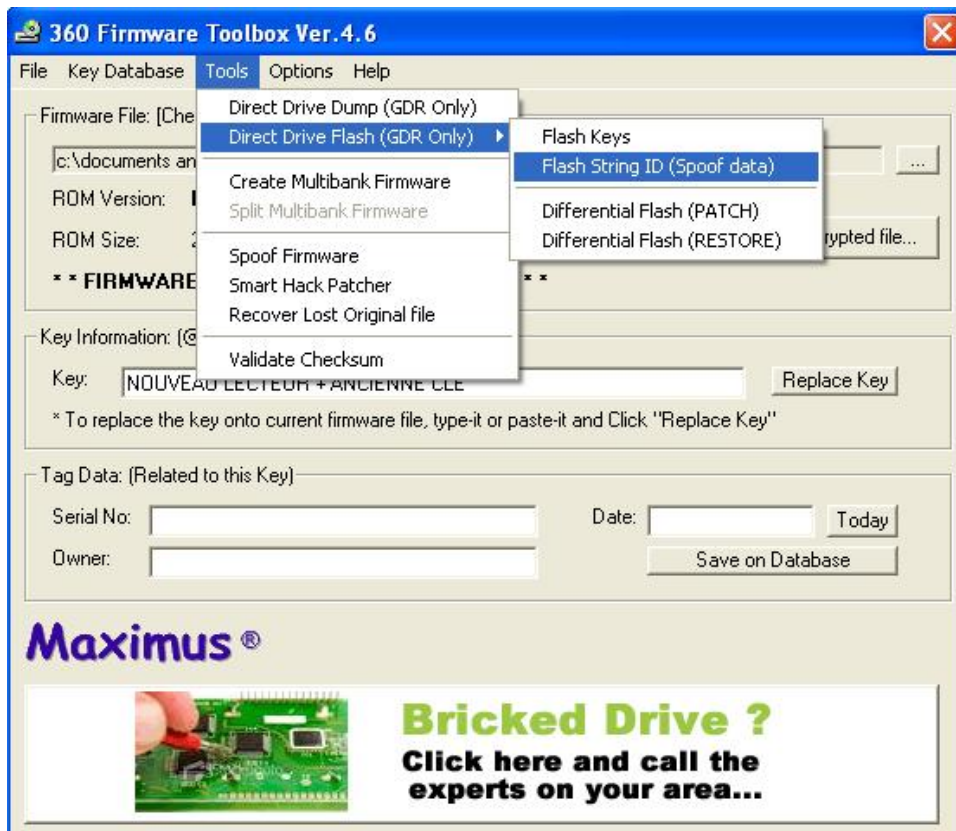 360 Firmware Toolbox Ver.4.6
File Key Database Tools Options Help
Firmware File: [Che
c:\documents an
...
ROM Version:
ROM Size:
rypted file...
* * FIRMWARE
* *
Direct Drive Dump (GDR Only)
Direct Drive Flash (GDR Only)
Create Multibank Firmware
Split Multibank Firmware
Spoof Firmware
Smart Hack Patcher
Recover Lost Original file
Validate Checksum
Flash Keys
Flash String ID (Spoof data)
Differential Flash (PATCH)
Differential Flash (RESTORE)
Key Information: (@
Key: NOUVEAU LECTEUR + ANCIENNE CLE Replace Key
* To replace the key onto current firmware file, type-it or paste-it and Click "Replace Key"
Tag Data: (Related to this Key)
Serial No: Date: Today
Owner: Save on Database
Maximus ®
Bricked Drive ?
Click here and call the
experts on your area...